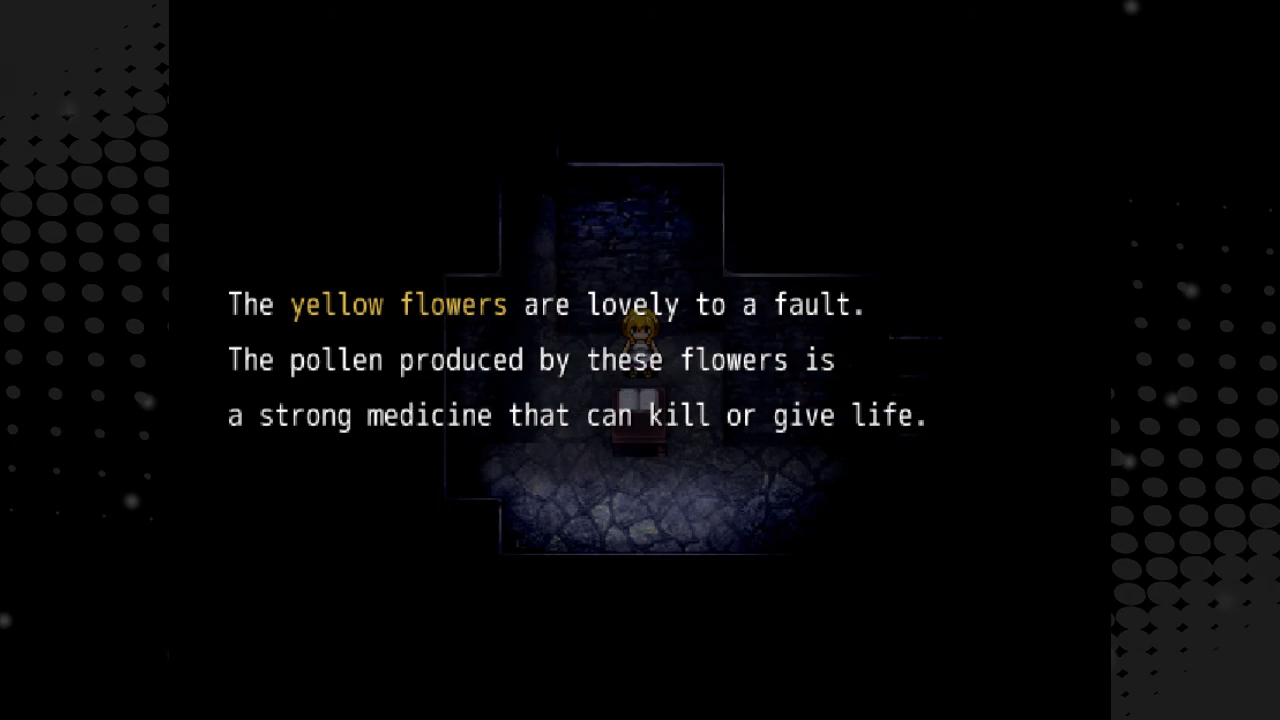 The yellow flowers are lovely to a fault.
The pollen produced by these flowers is
a strong medicine that can kill or give life.